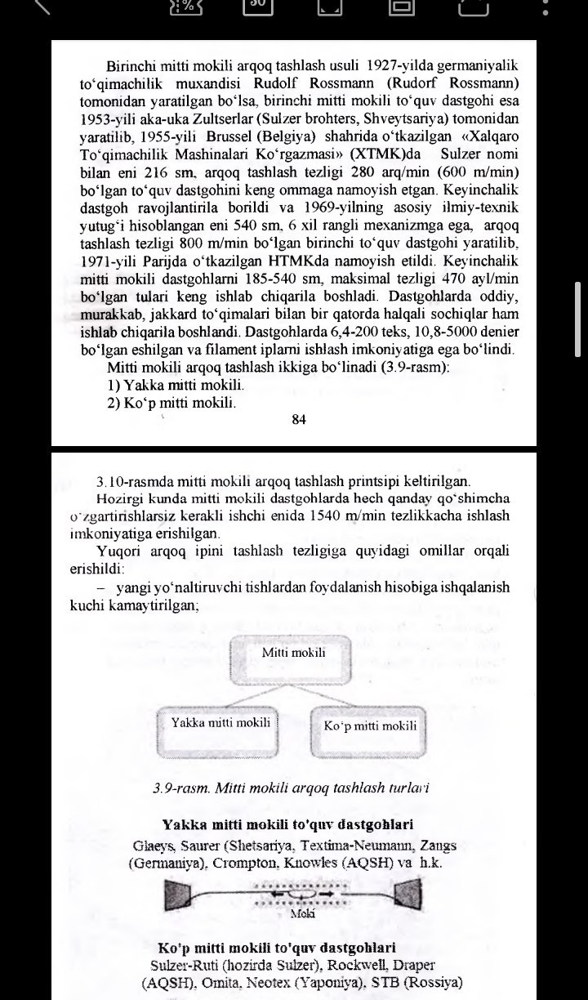 Birinchi mitti mokili arqoq tashlash usuli 1927-yilda germaniyalik
to‘qimachilik muxandisi Rudolf Rossmann (Rudorf Rossmann)
tomonidan yaratilgan bo‘lsa, birinchi mitti mokili to‘quv dastgohi esa
1953-yili aka-uka Zultserlar (Sulzer brohters, Shveytsariya) tomonidan
yaratilib, 1955-yili Brussel (Belgiya) shahrida o‘tkazilgan «Xalqaro
To‘qimachilik Mashinalari Ko‘rgazmasi» (XTMK)da Sulzer nomi
bilan eni 216 sm, arqoq tashlash tezligi 280 arq/min (600 m/min)
bo‘lgan to‘quv dastgohini keng ommaga namoyish etgan. Keyinchalik
dastgoh ravojlantirila borildi va 1969-yilning asosiy ilmiy-texnik
yutug‘i hisoblangan eni 540 sm, 6 xil rangli mexanizmga ega, arqoq
tashlash tezligi 800 m/min bo‘lgan birinchi to‘quv dastgohi yaratilib,
1971-yili Parijda o‘tkazilgan HTMKda namoyish etildi. Keyinchalik
mitti mokili dastgohlarni 185-540 sm, maksimal tezligi 470 ayl/min
bo‘lgan tulari keng ishlab chiqarila boshladi. Dastgohlarda oddiy,
murakkab, jakkard to‘qimalari bilan bir qatorda halqali sochiqlar ham
ishlab chiqarila boshlandi. Dastgohlarda 6,4-200 teks, 10,8-5000 denier
bo‘lgan eshilgan va filament iplarni ishlash imkoniyatiga ega bo‘lindi.
Mitti mokili arqoq tashlash ikkiga bo‘linadi (3.9-rasm):
1) Yakka mitti mokili.
2) Ko‘p mitti mokili.
84
3.10-rasmda mitti mokili arqoq tashlash printsipi keltirilgan.
Hozirgi kunda mitti mokili dastgohlarda hech qanday qo‘shimcha
o‘zgartirishlarsiz kerakli ishchi enida 1540 m/min tezlikkacha ishlash
imkoniyatiga erishilgan.
Yuqori arqoq ipini tashlash tezligiga quyidagi omillar orqali
erishildi:
– yangi yo‘naltiruvchi tishlardan foydalanish hisobiga ishqalanish
kuchi kamaytirilgan;
Mitti mokili
Yakka mitti mokili
Ko‘p mitti mokili
3.9-rasm. Mitti mokili arqoq tashlash turlari
Yakka mitti mokili to'quv dastgohlari
Glaeys, Saurer (Shetsariya, Textima-Neumann, Zangs
(Germaniya), Crompton, Knowles (AQSH) va h.k.
Moki
Ko'p mitti mokili to'quv dastgohlari
Sulzer-Ruti (hozirda Sulzer), Rockwell, Draper
(AQSH), Omita, Neotex (Yaponiya), STB (Rossiya)